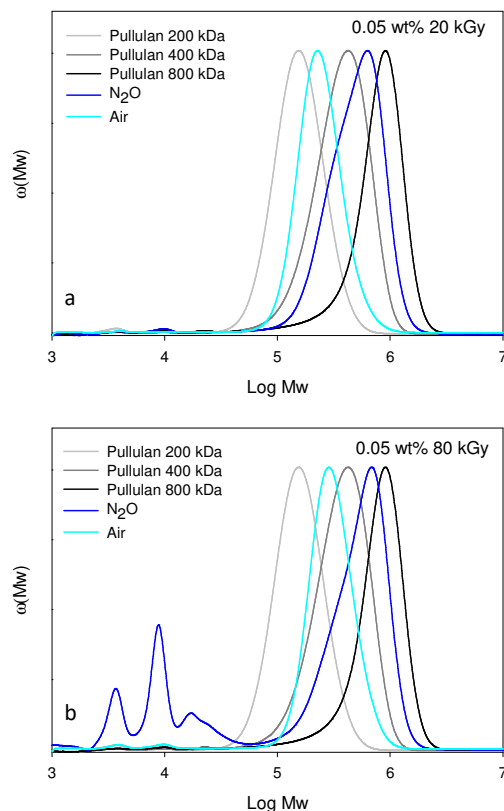 0.05 wt% 20 kGy
Pullulan 200 kDa
Pullulan 400 kDa
Pullulan 800 kDa
N2O
Air
ω(Mw)
a
3 4 5 6 7
Log Mw
0.05 wt% 80 kGy
Pullulan 200 kDa
Pullulan 400 kDa
Pullulan 800 kDa
N2O
Air
ω(Mw)
b
3 4 5 6 7
Log Mw